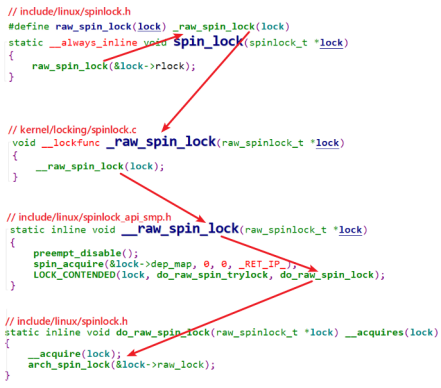 // include/linux/spinlock.h
#define raw_spin_lock(lock) _raw_spin_lock(lock)
static __always_inline void spin_lock(spinlock_t *lock)
{
raw_spin_lock(&lock->rlock);
}
// kernel/locking/spinlock.c
void __lockfunc _raw_spin_lock(raw_spinlock_t *lock)
{
__raw_spin_lock(lock);
}
// include/linux/spinlock_api_smp.h
static inline void __raw_spin_lock(raw_spinlock_t *lock)
{
preempt_disable();
spin_acquire(&lock->dep_map, 0, 0, _RET_IP_);
LOCK_CONTENDED(lock, do_raw_spin_trylock, do_raw_spin_lock);
}
// include/linux/spinlock.h
static inline void do_raw_spin_lock(raw_spinlock_t *lock) __acquires(lock)
{
__acquire(lock);
arch_spin_lock(&lock->raw_lock);
}